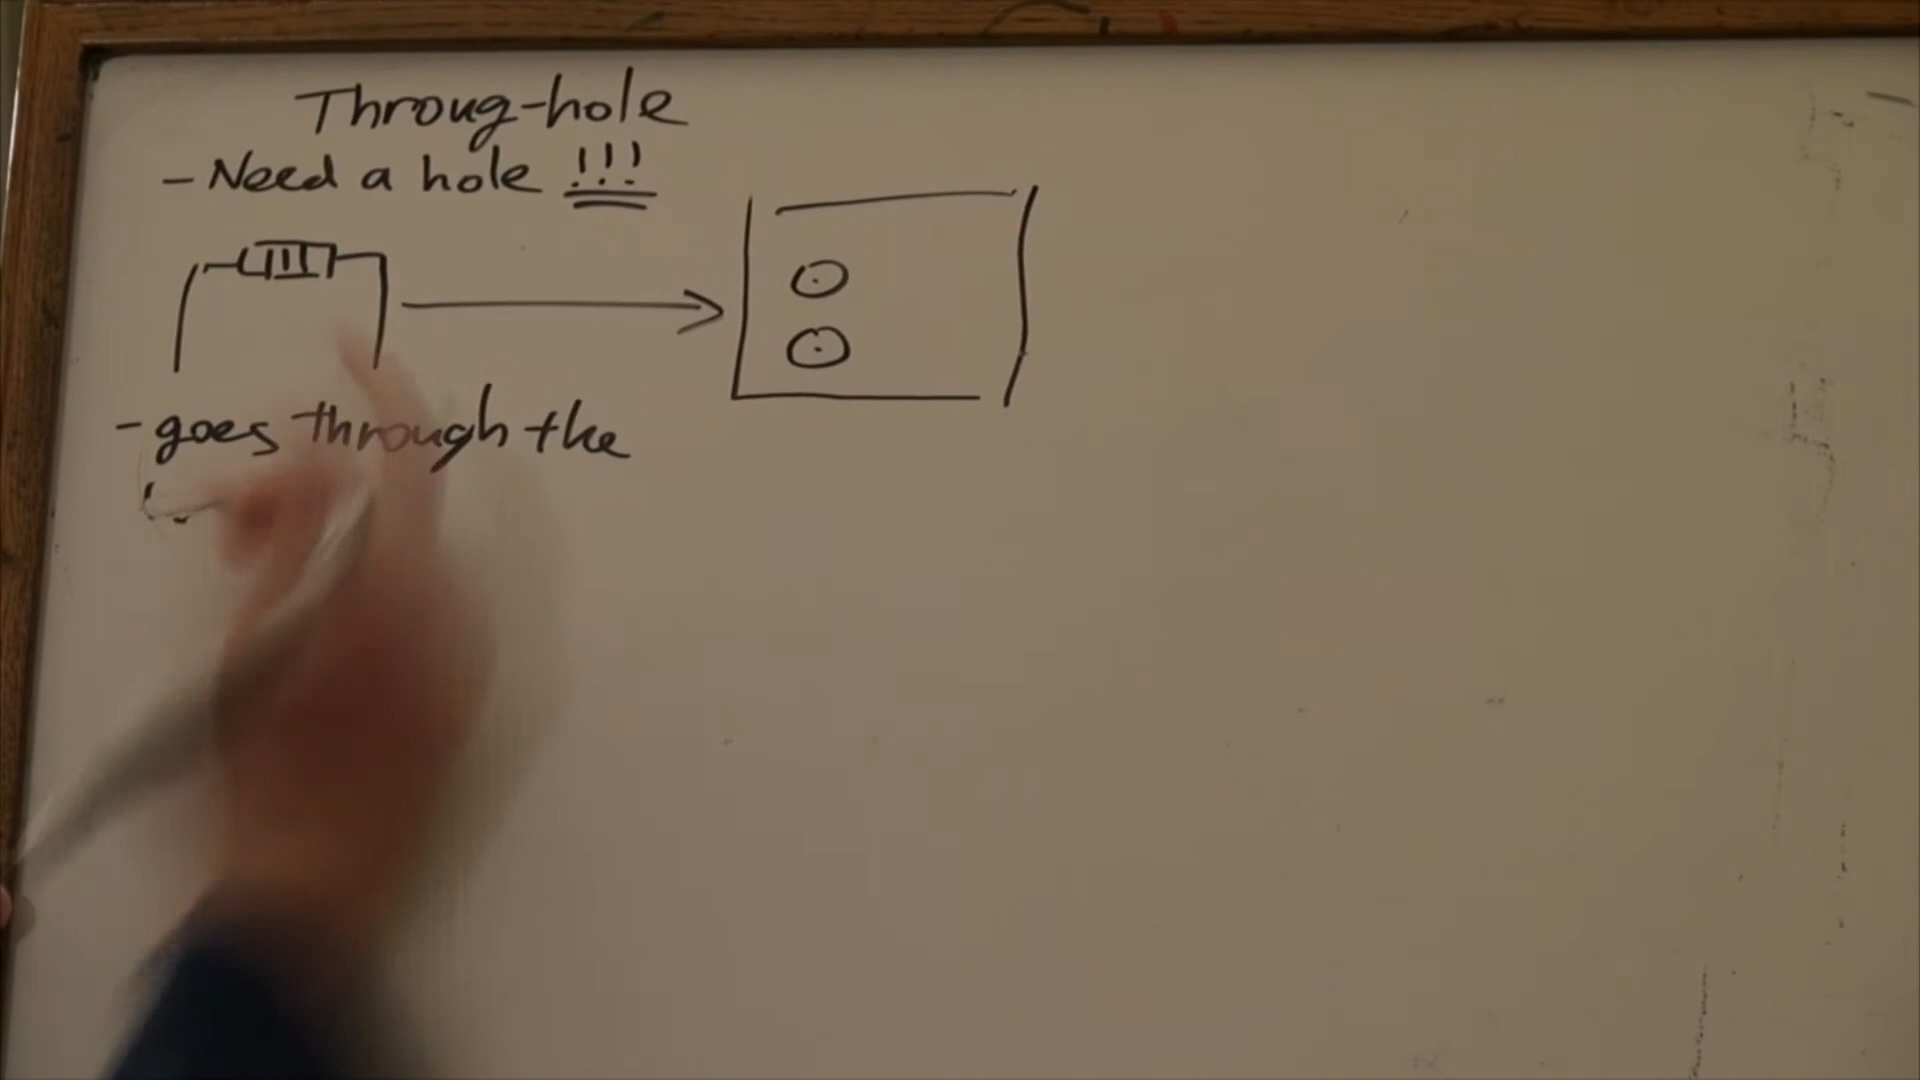 Throug-hole
- Need a hole !!!
- goes through the